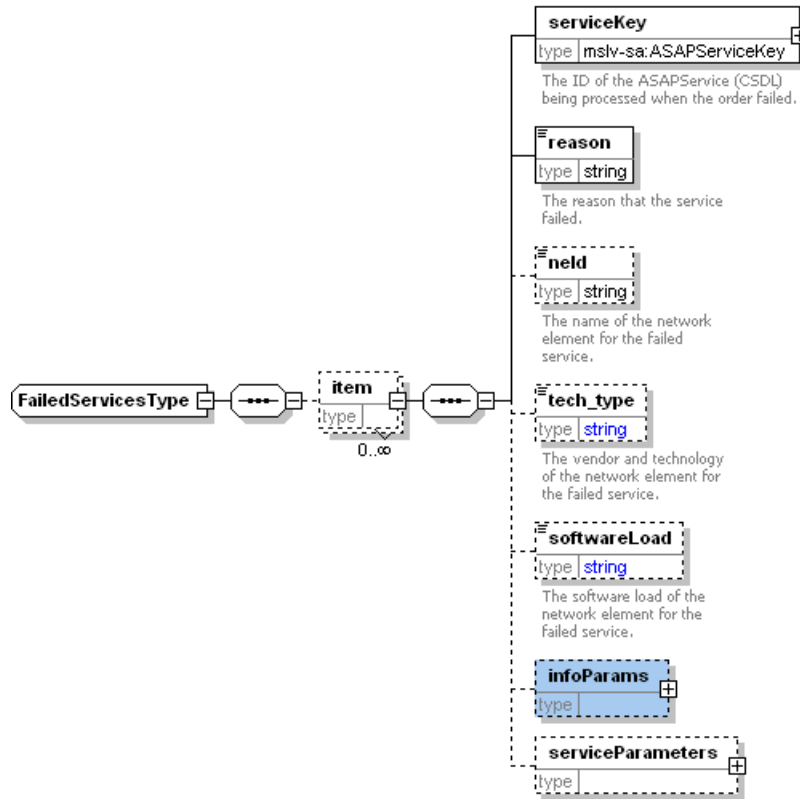 serviceKey
type mslv-sa:ASAPServiceKey
The ID of the ASAPService (CSDL)
being processed when the order failed.
reason
type string
The reason that the service
failed.
neId
type string
The name of the network
element for the failed
service.
FailedServicesType
item
type
0..∞
tech_type
type string
The vendor and technology
of the network element for
the failed service.
softwareLoad
type string
The software load of the
network element for the
failed service.
infoParams
type
serviceParameters
type